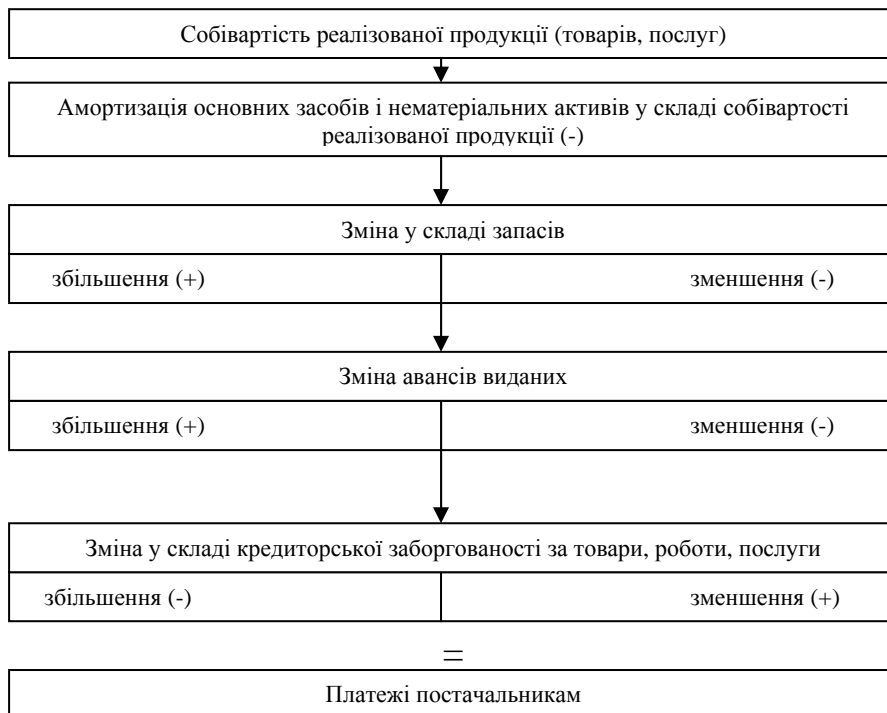 Собівартість реалізованої продукції (товарів, послуг)
Амортизація основних засобів і нематеріальних активів у складі собівартості
реалізованої продукції (-)
Зміна у складі запасів
збільшення (+) зменшення (-)
Зміна авансів виданих
збільшення (+) зменшення (-)
Зміна у складі кредиторської заборгованості за товари, роботи, послуги
збільшення (-) зменшення (+)
=
Платежі постачальникам